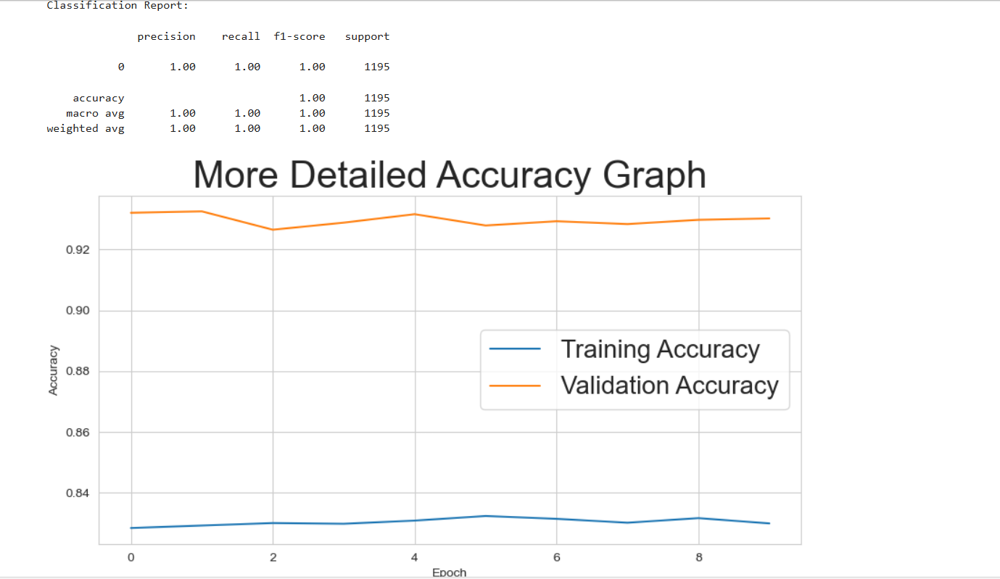 Classification Report:
precision recall f1-score support
0 1.00 1.00 1.00 1195
accuracy 1.00 1195
macro avg 1.00 1.00 1.00 1195
weighted avg 1.00 1.00 1.00 1195
More Detailed Accuracy Graph
0.92
0.90
0.88
0.86
0.84
Accuracy
Training Accuracy
Validation Accuracy
0 2 4 6 8
Epoch